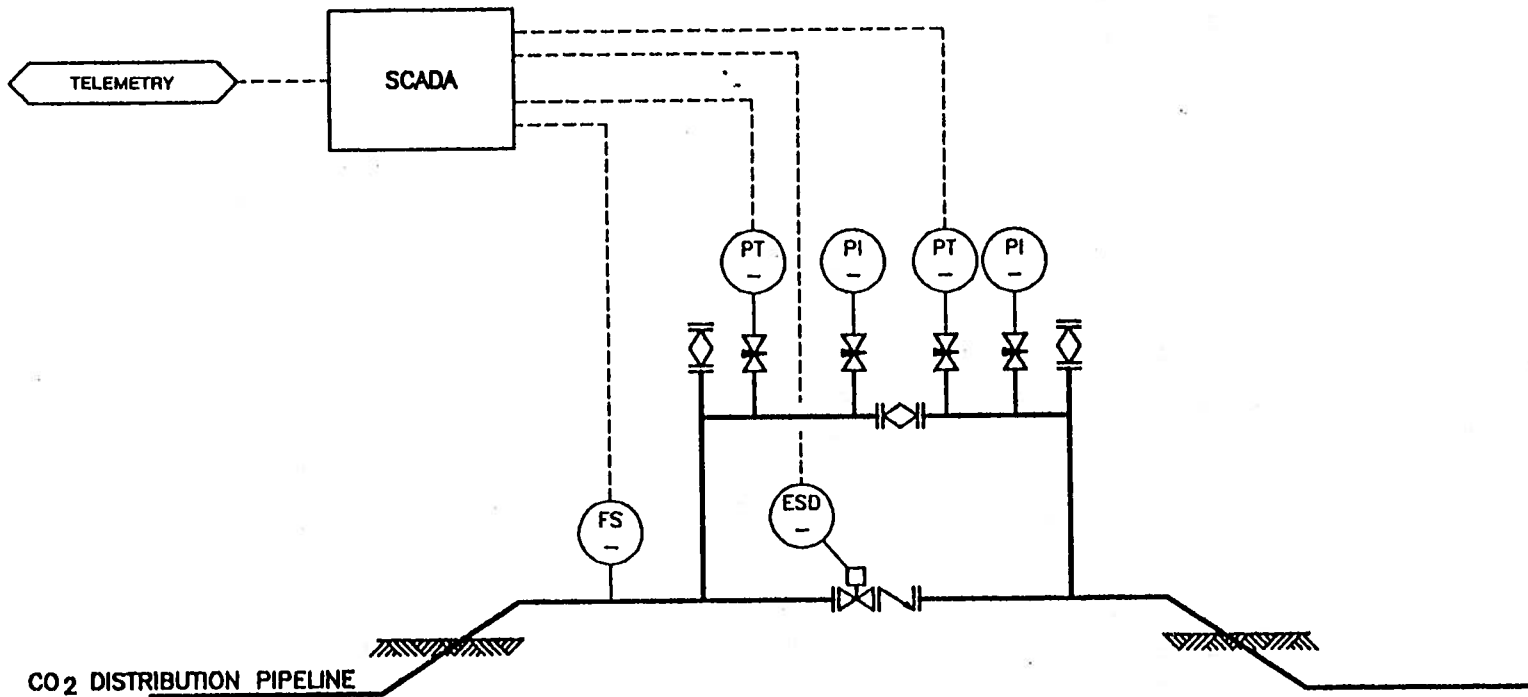 TELEMETRY
SCADA
PT
–
PI
–
PT
–
PI
–
FS
–
ESD
–
CO2 DISTRIBUTION PIPELINE